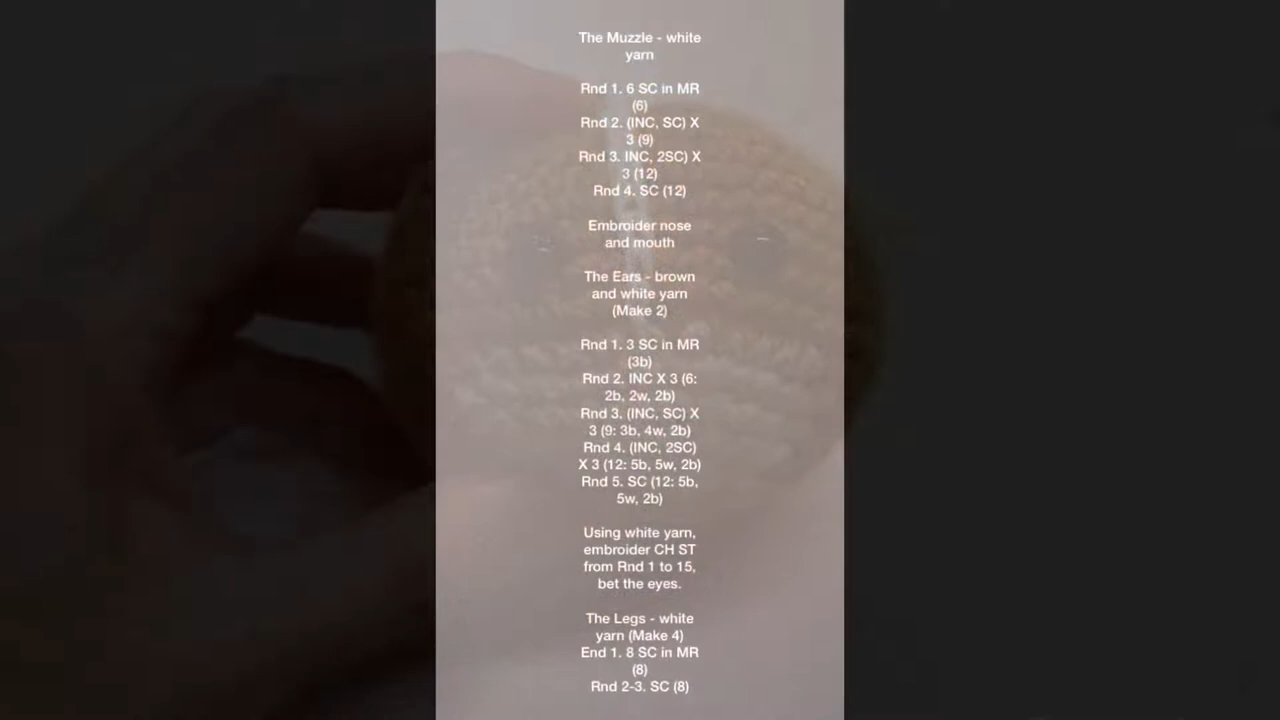 The Muzzle - white
yarn
Rnd 1. 6 SC in MR
(6)
Rnd 2. (INC, SC) X
3 (9)
Rnd 3. INC, 2SC) X
3 (12)
Rnd 4. SC (12)
Embroider nose
and mouth
The Ears - brown
and white yarn
(Make 2)
Rnd 1. 3 SC in MR
(3b)
Rnd 2. INC X 3 (6:
2b, 2w, 2b)
Rnd 3. (INC, SC) X
3 (9: 3b, 4w, 2b)
Rnd 4. (INC, 2SC)
X 3 (12: 5b, 5w, 2b)
Rnd 5. SC (12: 5b,
5w, 2b)
Using white yarn,
embroider CH ST
from Rnd 1 to 15,
bet the eyes.
The Legs - white
yarn (Make 4)
End 1. 8 SC in MR
(8)
Rnd 2-3. SC (8)